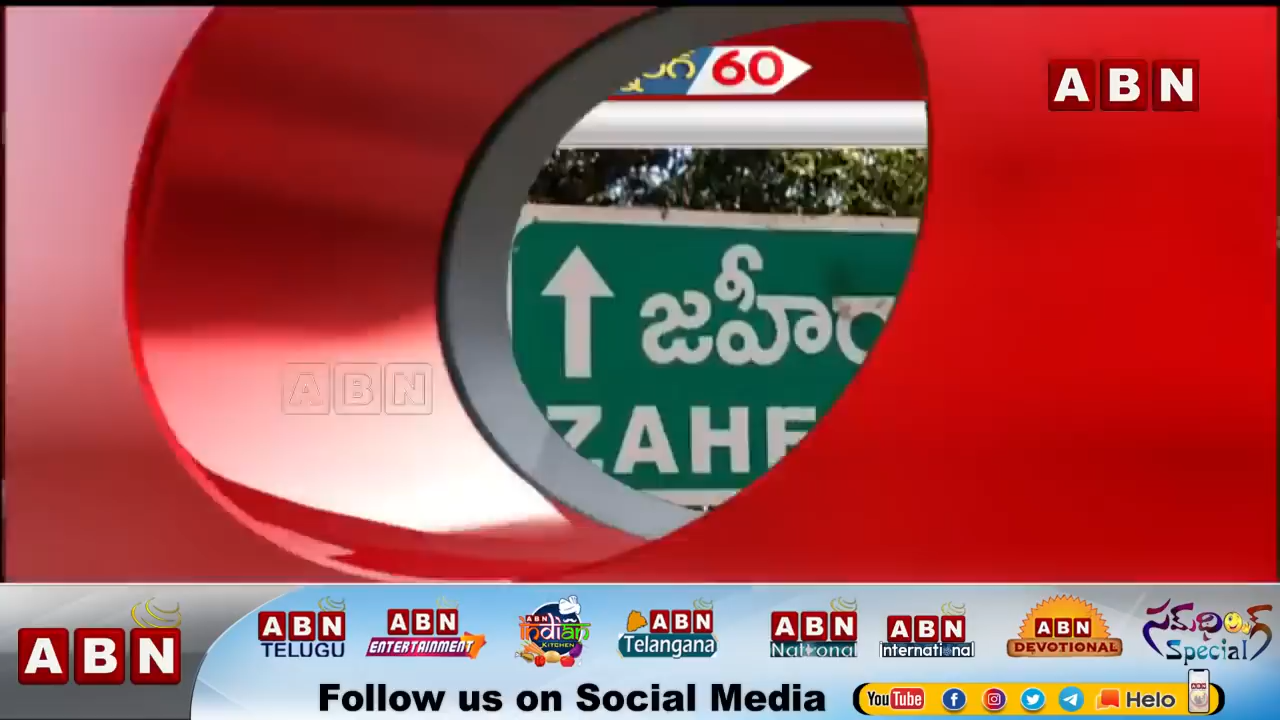 60
ABN
జహీరా
ZAHE
ABN
ABN
ABN
TELUGU
ABN
ENTERTAINMENT
ABN
indian
KITCHEN
ABN
Telangana
ABN
National
ABN
International
ABN
DEVOTIONAL
సమ్‌థింగ్
Special
Follow us on Social Media
YouTube
Helo